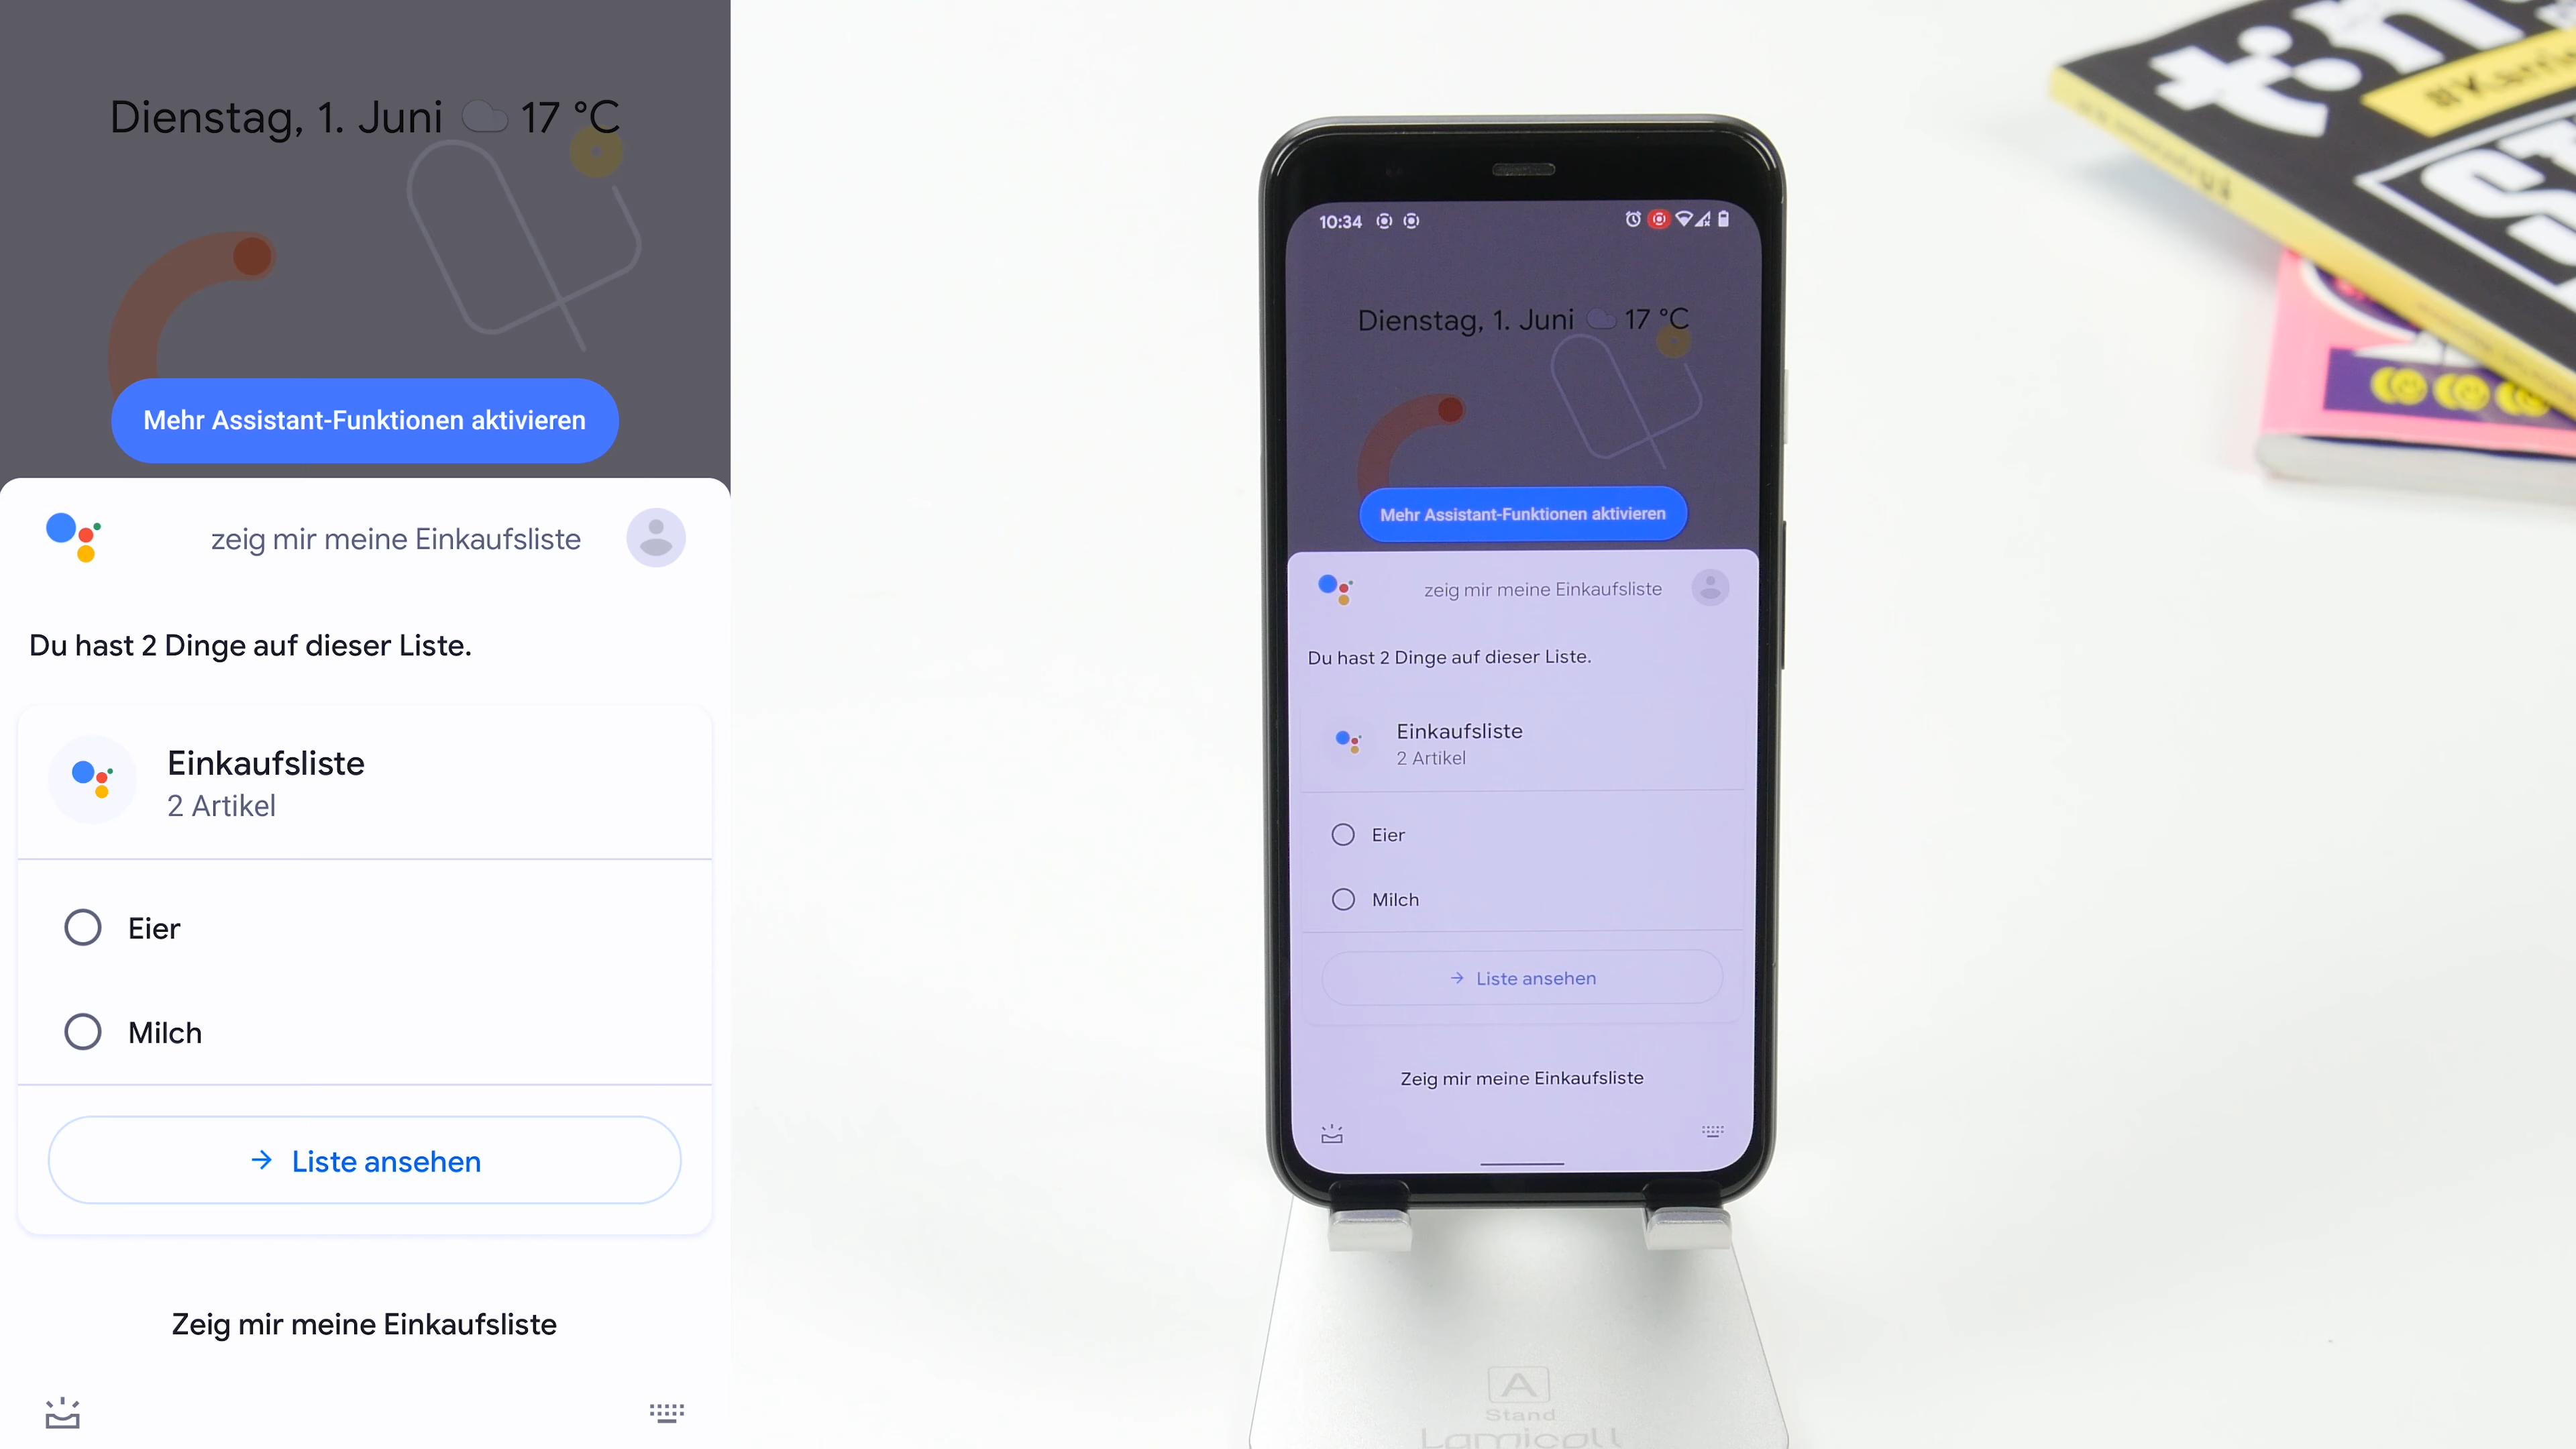 Dienstag, 1. Juni 17 °C
Mehr Assistant-Funktionen aktivieren
zeig mir meine Einkaufsliste
Du hast 2 Dinge auf dieser Liste.
Einkaufsliste
2 Artikel
Eier
Milch
→ Liste ansehen
Zeig mir meine Einkaufsliste
10:34
Dienstag, 1. Juni 17 °C
Mehr Assistant-Funktionen aktivieren
zeig mir meine Einkaufsliste
Du hast 2 Dinge auf dieser Liste.
Einkaufsliste
2 Artikel
Eier
Milch
→ Liste ansehen
Zeig mir meine Einkaufsliste
A
Stand
Lamicall